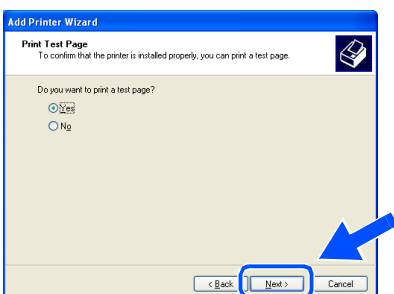 Add Printer Wizard
Print Test Page
To confirm that the printer is installed properly, you can print a test page.
Do you want to print a test page?
Yes
No
< Back Next > Cancel